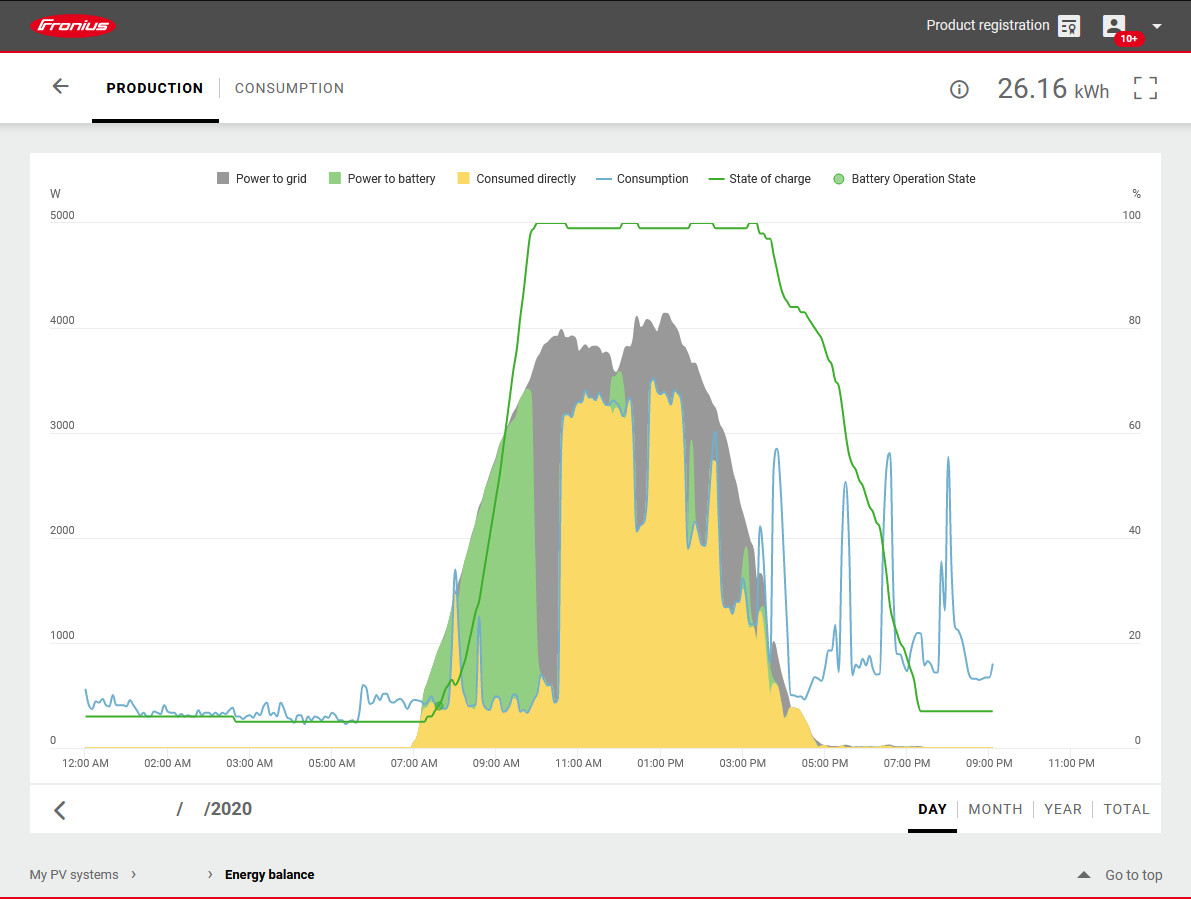 Fronius
Product registration
10+
PRODUCTION
CONSUMPTION
26.16 kWh
Power to grid
Power to battery
Consumed directly
Consumption
State of charge
Battery Operation State
W
%
5000
100
4000
80
3000
60
2000
40
1000
20
0
0
12:00 AM
02:00 AM
03:00 AM
05:00 AM
07:00 AM
09:00 AM
11:00 AM
01:00 PM
03:00 PM
05:00 PM
07:00 PM
09:00 PM
11:00 PM
/ /2020
DAY
MONTH
YEAR
TOTAL
My PV systems
Energy balance
Go to top